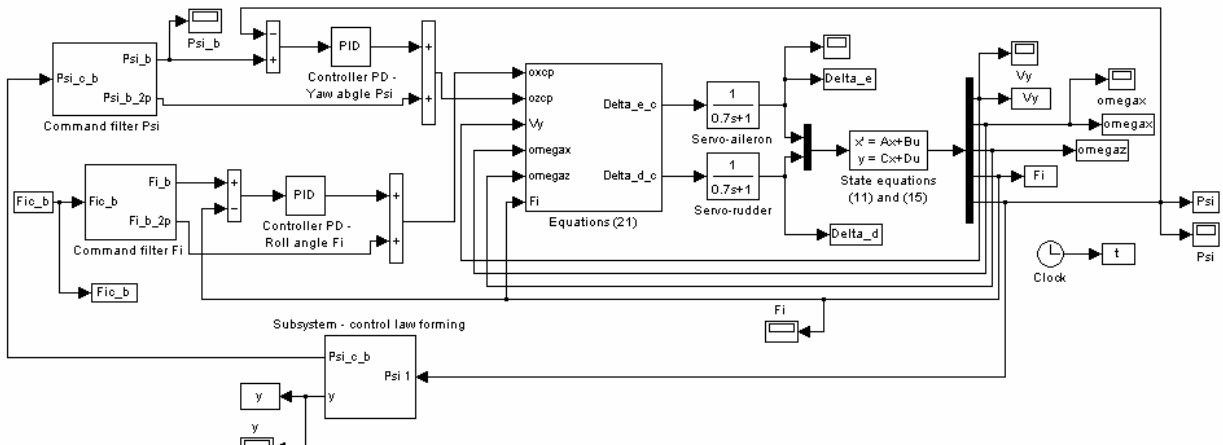 Psi_c_b
Psi_b
Psi_b_2p
Command filter Psi
Psi_b
−
+
PID
Controller PD -
Yaw abgle Psi
+
+
Fic_b
Fic_b
Fi_b
Fi_b_2p
Command filter Fi
Fic_b
+
−
PID
Controller PD -
Roll angle Fi
+
+
oxcp
ozcp
Vy
omegax
omegaz
Fi
Delta_e_c
Delta_d_c
Equations (21)
1
0.7s+1
Servo-aileron
1
0.7s+1
Servo-rudder
Delta_e
Delta_d
x' = Ax+Bu
y = Cx+Du
State equations
(11) and (15)
Vy
Vy
omegax
omegax
omegaz
Fi
Psi
Psi
Clock
t
Fi
Subsystem - control law forming
Psi_c_b
Psi 1
y
y
y